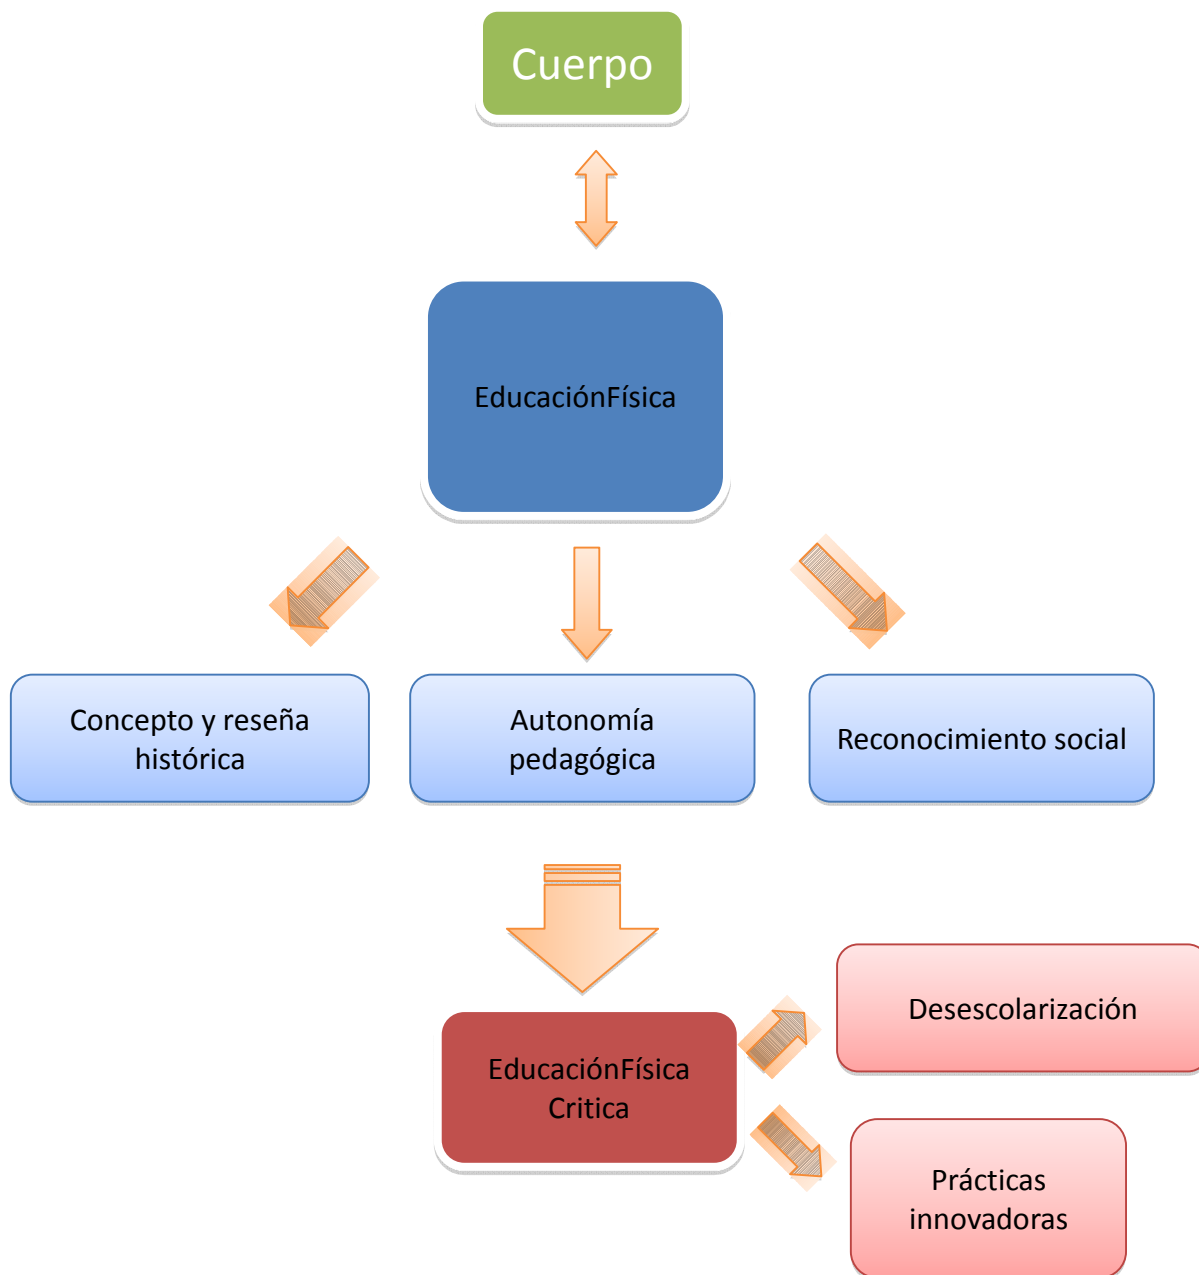 Cuerpo
EducaciónFísica
Concepto y reseña
histórica
Autonomía
pedagógica
Reconocimiento social
EducaciónFísica
Critica
Desescolarización
Prácticas
innovadoras